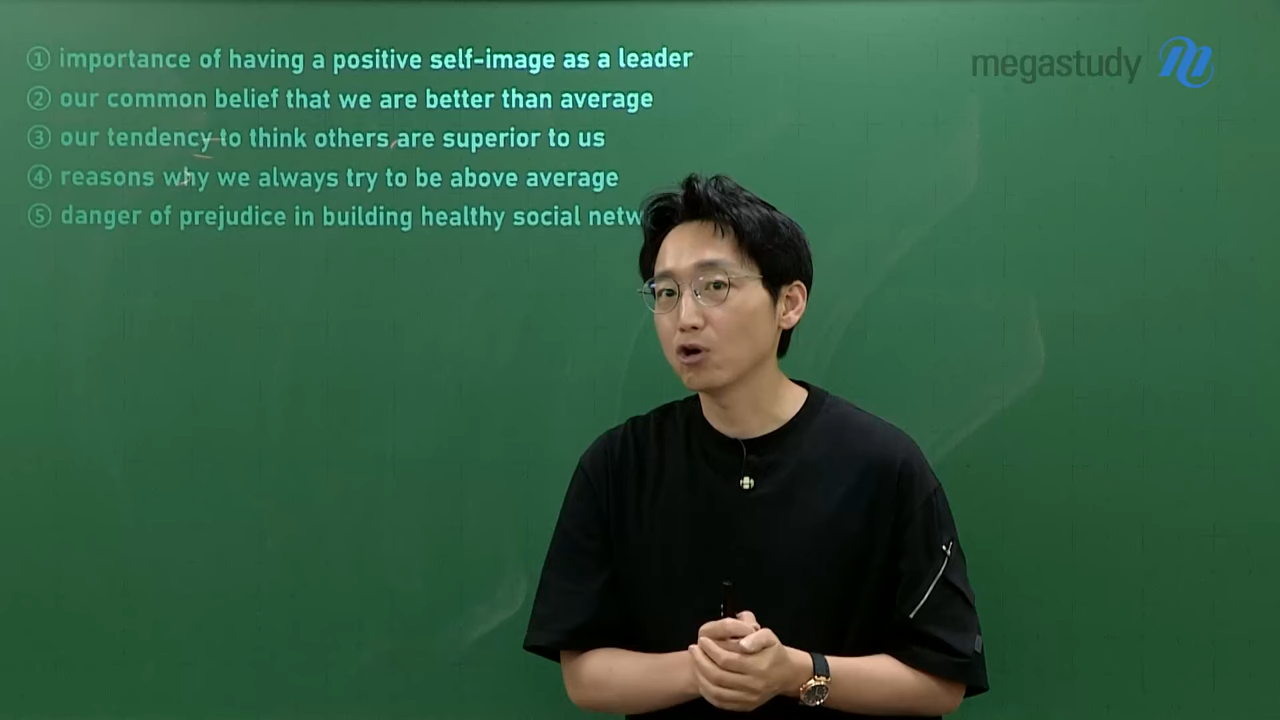 ① importance of having a positive self-image as a leader
② our common belief that we are better than average
③ our tendency to think others are superior to us
④ reasons why we always try to be above average
⑤ danger of prejudice in building healthy social netw
megastudy